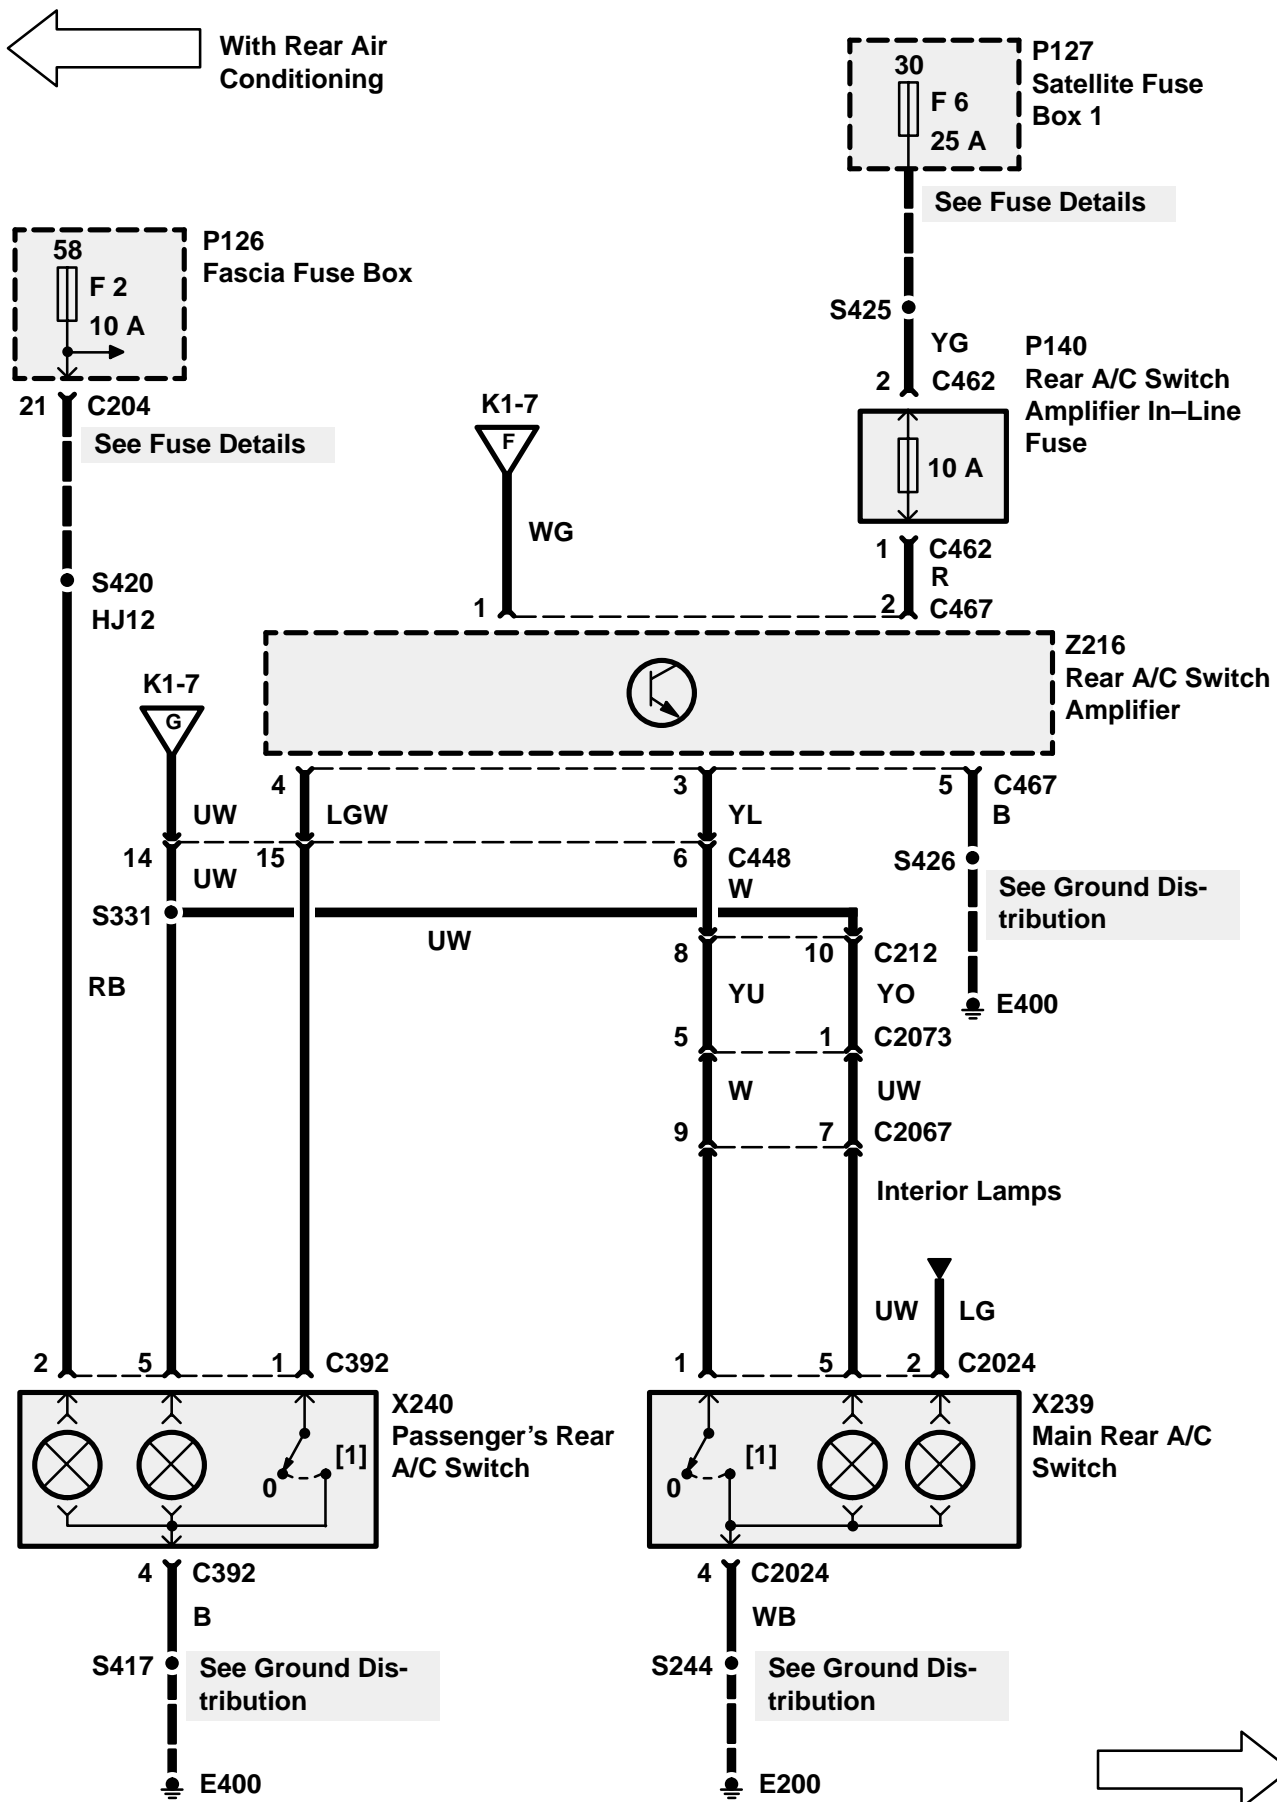 With Rear Air
Conditioning
30
F 6
25 A
P127
Satellite Fuse
Box 1
See Fuse Details
58
F 2
10 A
P126
Fascia Fuse Box
S425
YG
P140
Rear A/C Switch
Amplifier In–Line
Fuse
2 C462
21 C204
See Fuse Details
K1-7
F
10 A
WG
1 C462
R
S420
HJ12
1
2 C467
Z216
Rear A/C Switch
Amplifier
K1-7
G
4
3
5 C467
B
UW
LGW
YL
14
15
6 C448
S426
UW
W
See Ground Dis-
tribution
S331
UW
8
10 C212
RB
YU
YO
E400
5
1 C2073
W
UW
9
7 C2067
Interior Lamps
UW
LG
2
5
1 C392
1
5
2 C2024
X240
Passenger’s Rear
A/C Switch
[1]
0
X239
Main Rear A/C
Switch
[1]
0
4 C392
B
4 C2024
WB
S417
See Ground Dis-
tribution
S244
See Ground Dis-
tribution
E400
E200